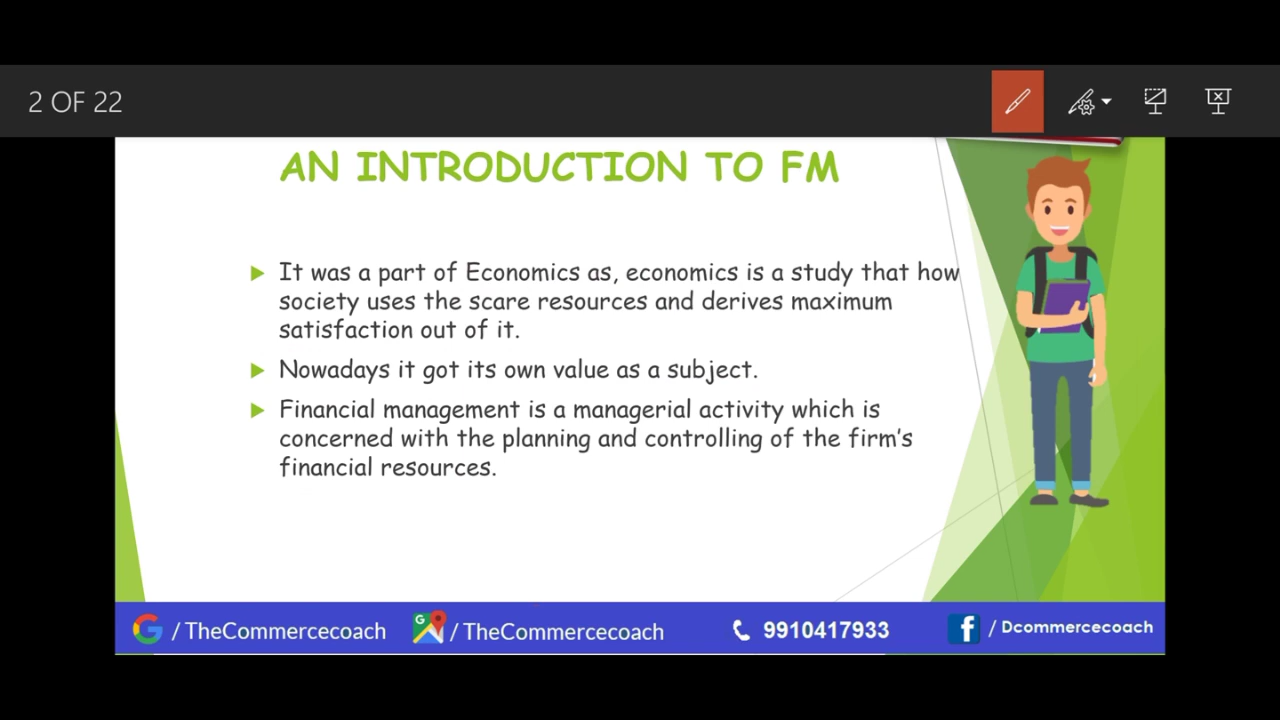 2 OF 22
AN INTRODUCTION TO FM
It was a part of Economics as, economics is a study that how
society uses the scare resources and derives maximum
satisfaction out of it.
Nowadays it got its own value as a subject.
Financial management is a managerial activity which is
concerned with the planning and controlling of the firm's
financial resources.
/ TheCommercecoach
G
/ TheCommercecoach
9910417933
f / Dcommercecoach